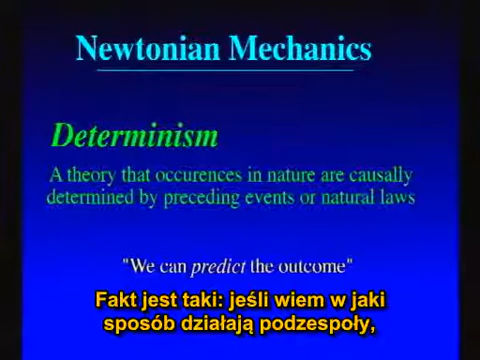 Newtonian Mechanics
Determinism
A theory that occurences in nature are causally
determined by preceding events or natural laws
"We can predict the outcome"
Fakt jest taki: jeśli wiem w jaki
sposób działają podzespoły,